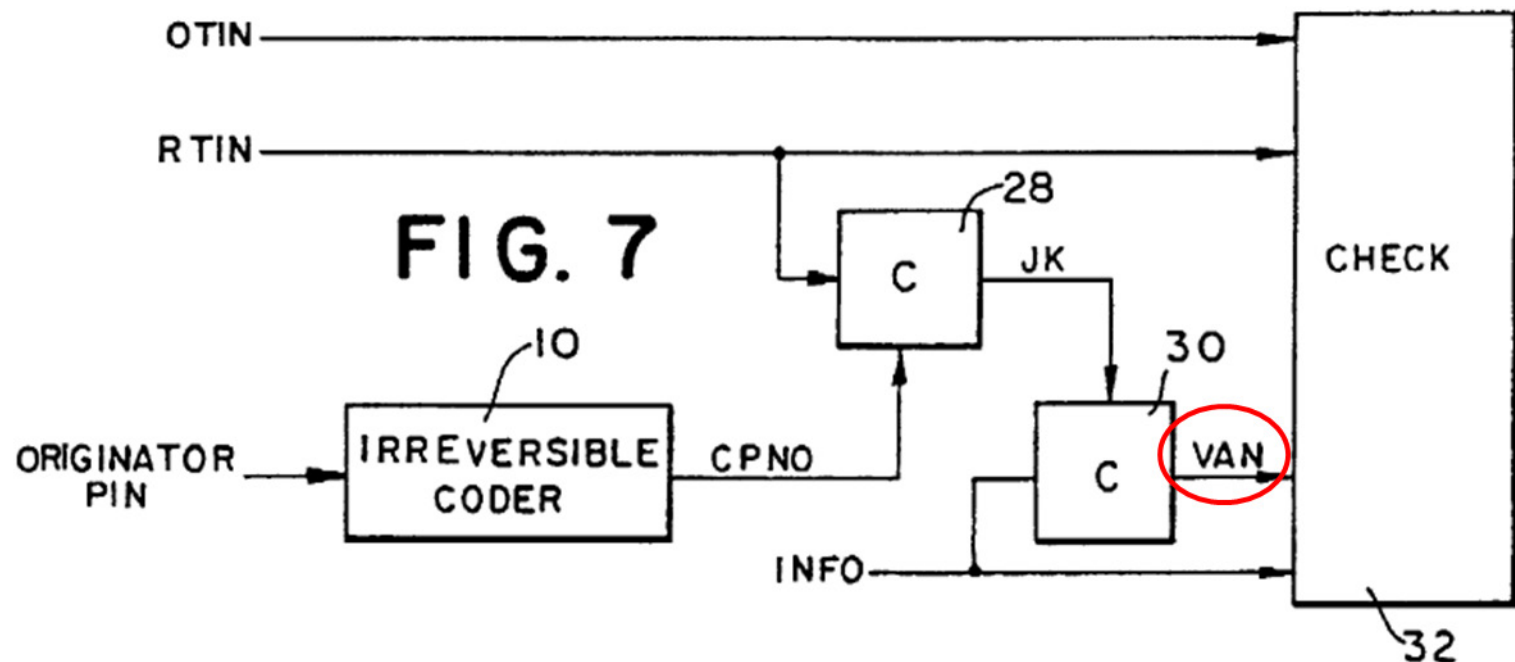 OTIN
RTIN
28
FIG. 7
C
JK
CHECK
10
30
ORIGINATOR
PIN
IRREVERSIBLE
CODER
CPNO
C
VAN
INFO
32